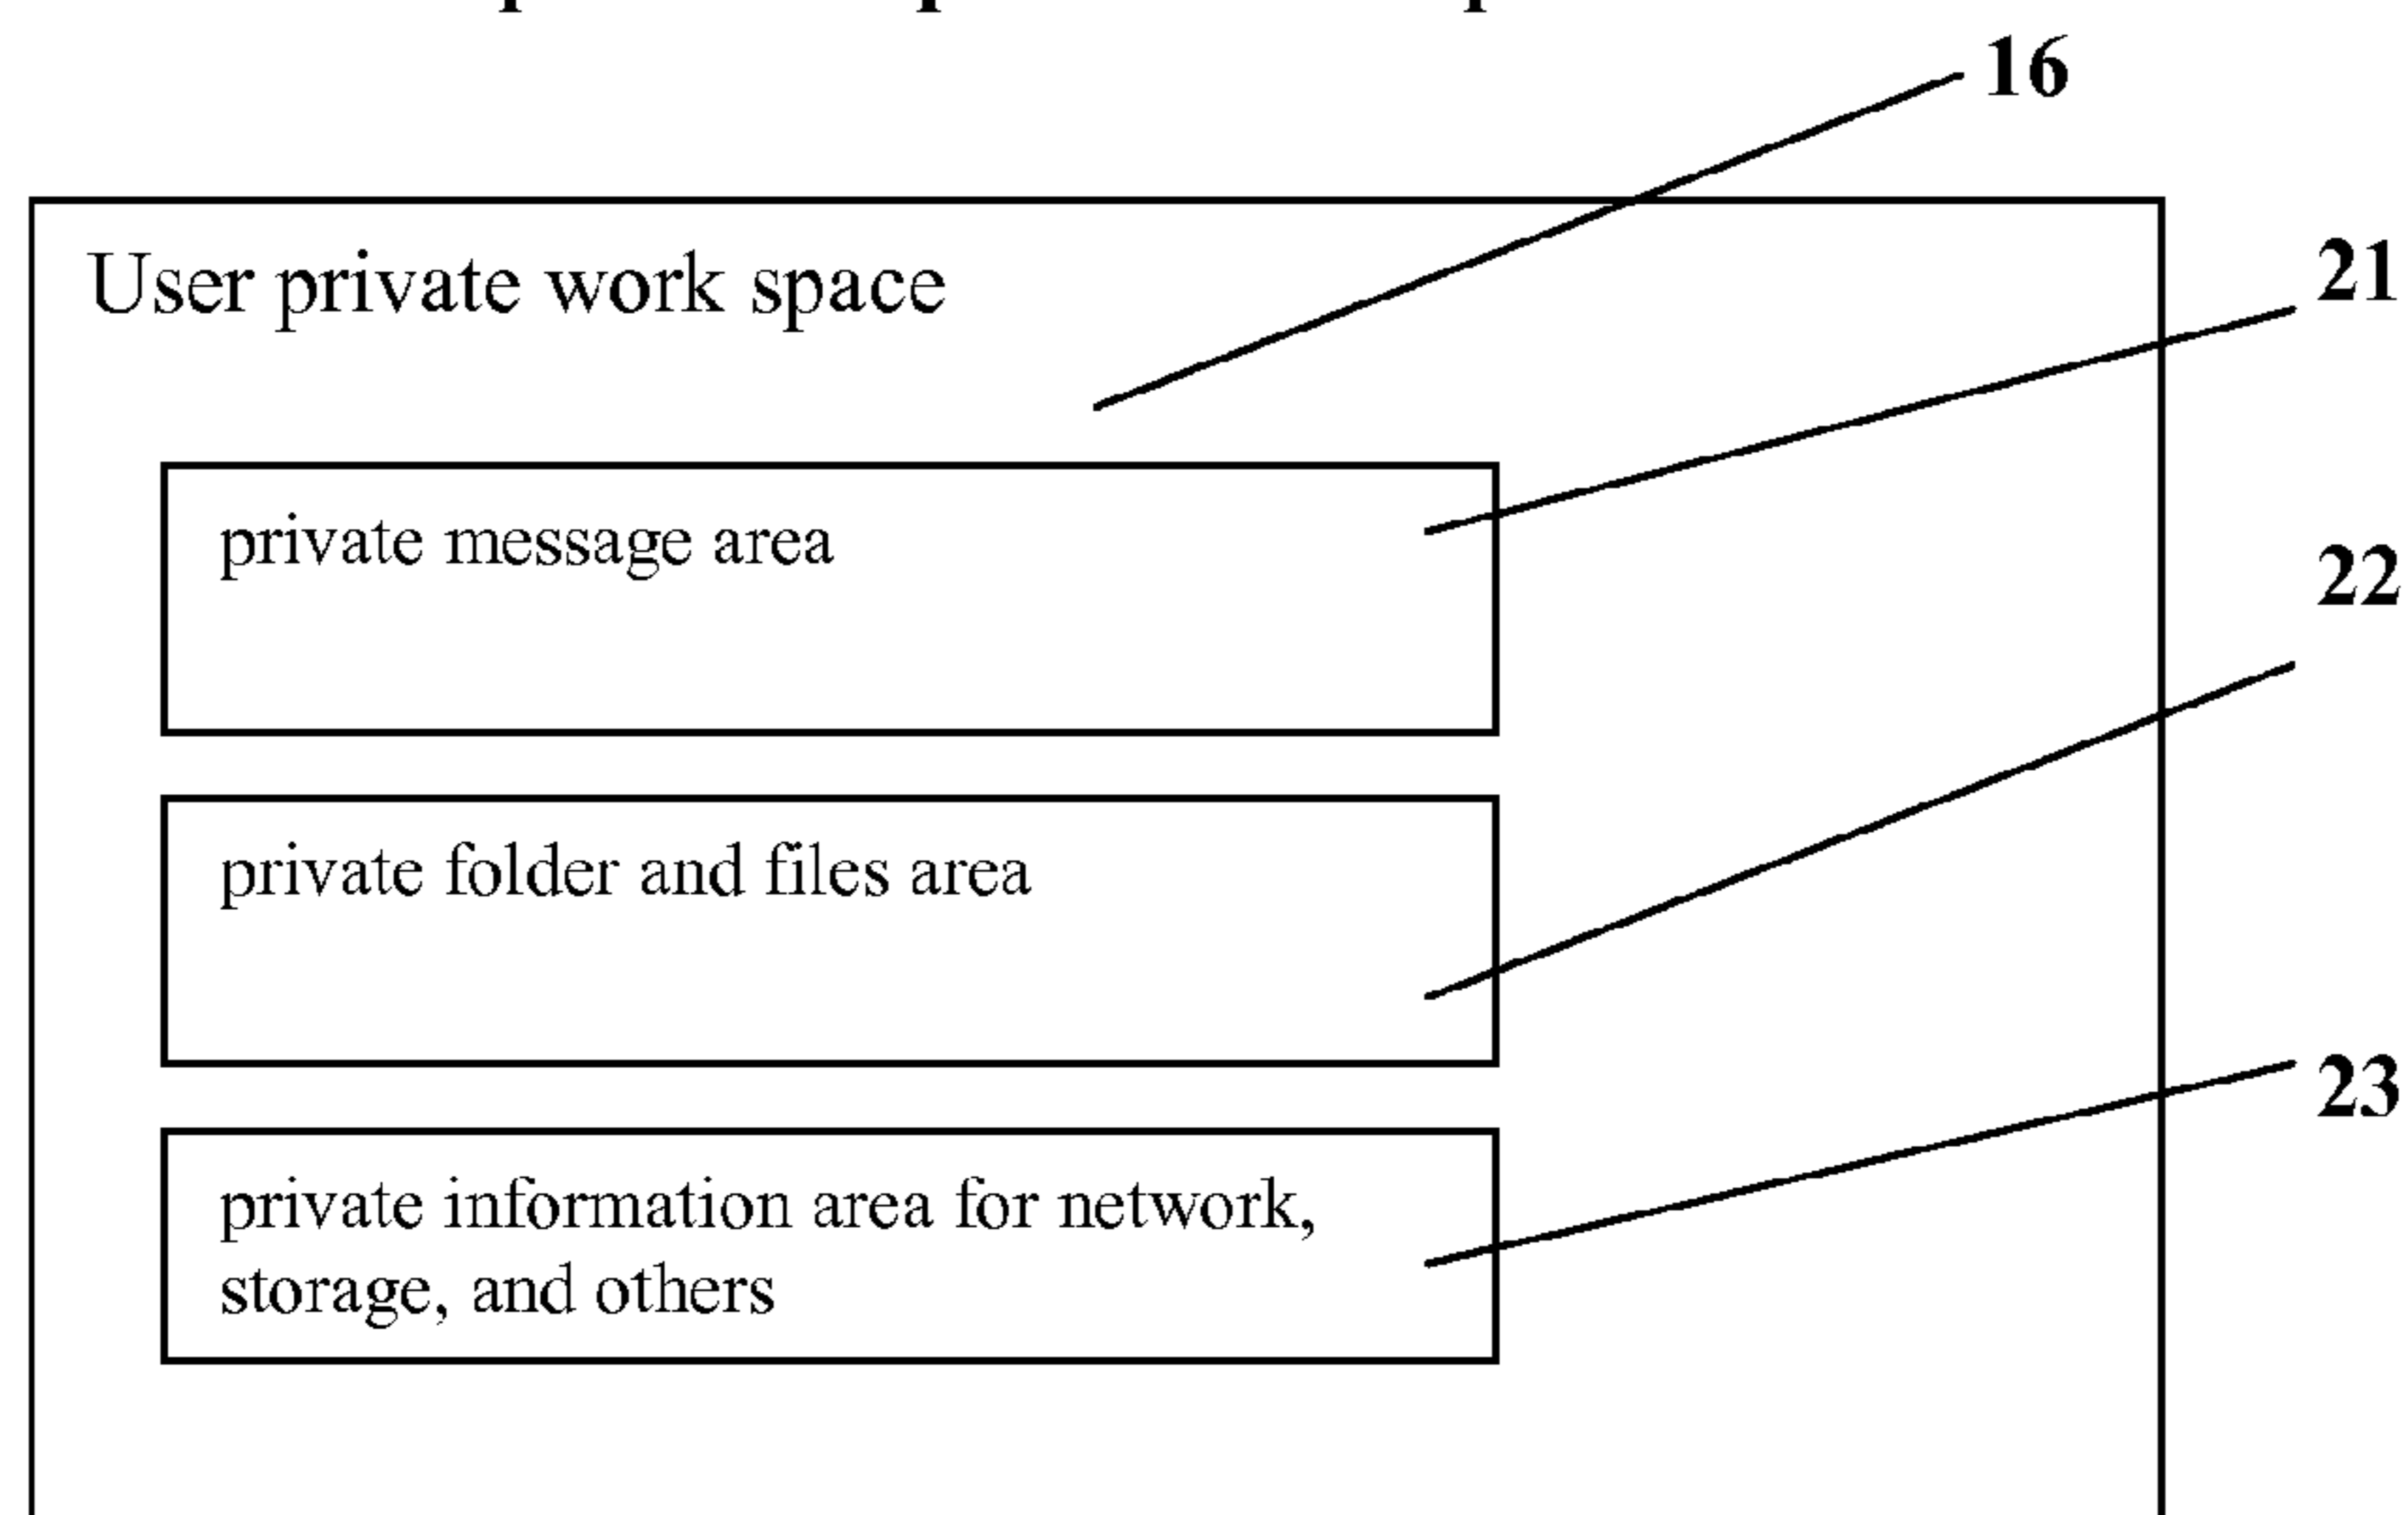 16
User private work space
21
private message area
22
private folder and files area
23
private information area for network,
storage, and others